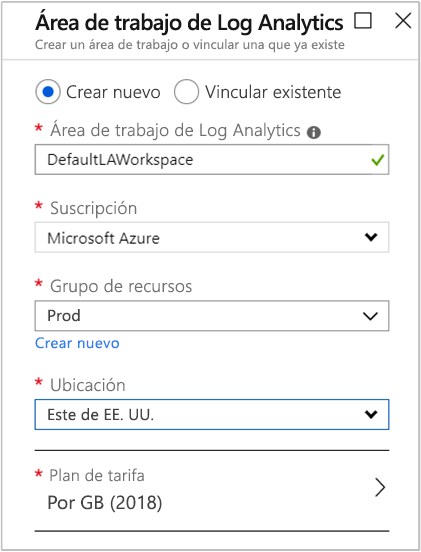 Área de trabajo de Log Analytics
Crear un área de trabajo o vincular una que ya existe
Crear nuevo Vincular existente
* Área de trabajo de Log Analytics
DefaultLAWorkspace
* Suscripción
Microsoft Azure
* Grupo de recursos
Prod
Crear nuevo
* Ubicación
Este de EE. UU.
* Plan de tarifa
Por GB (2018)